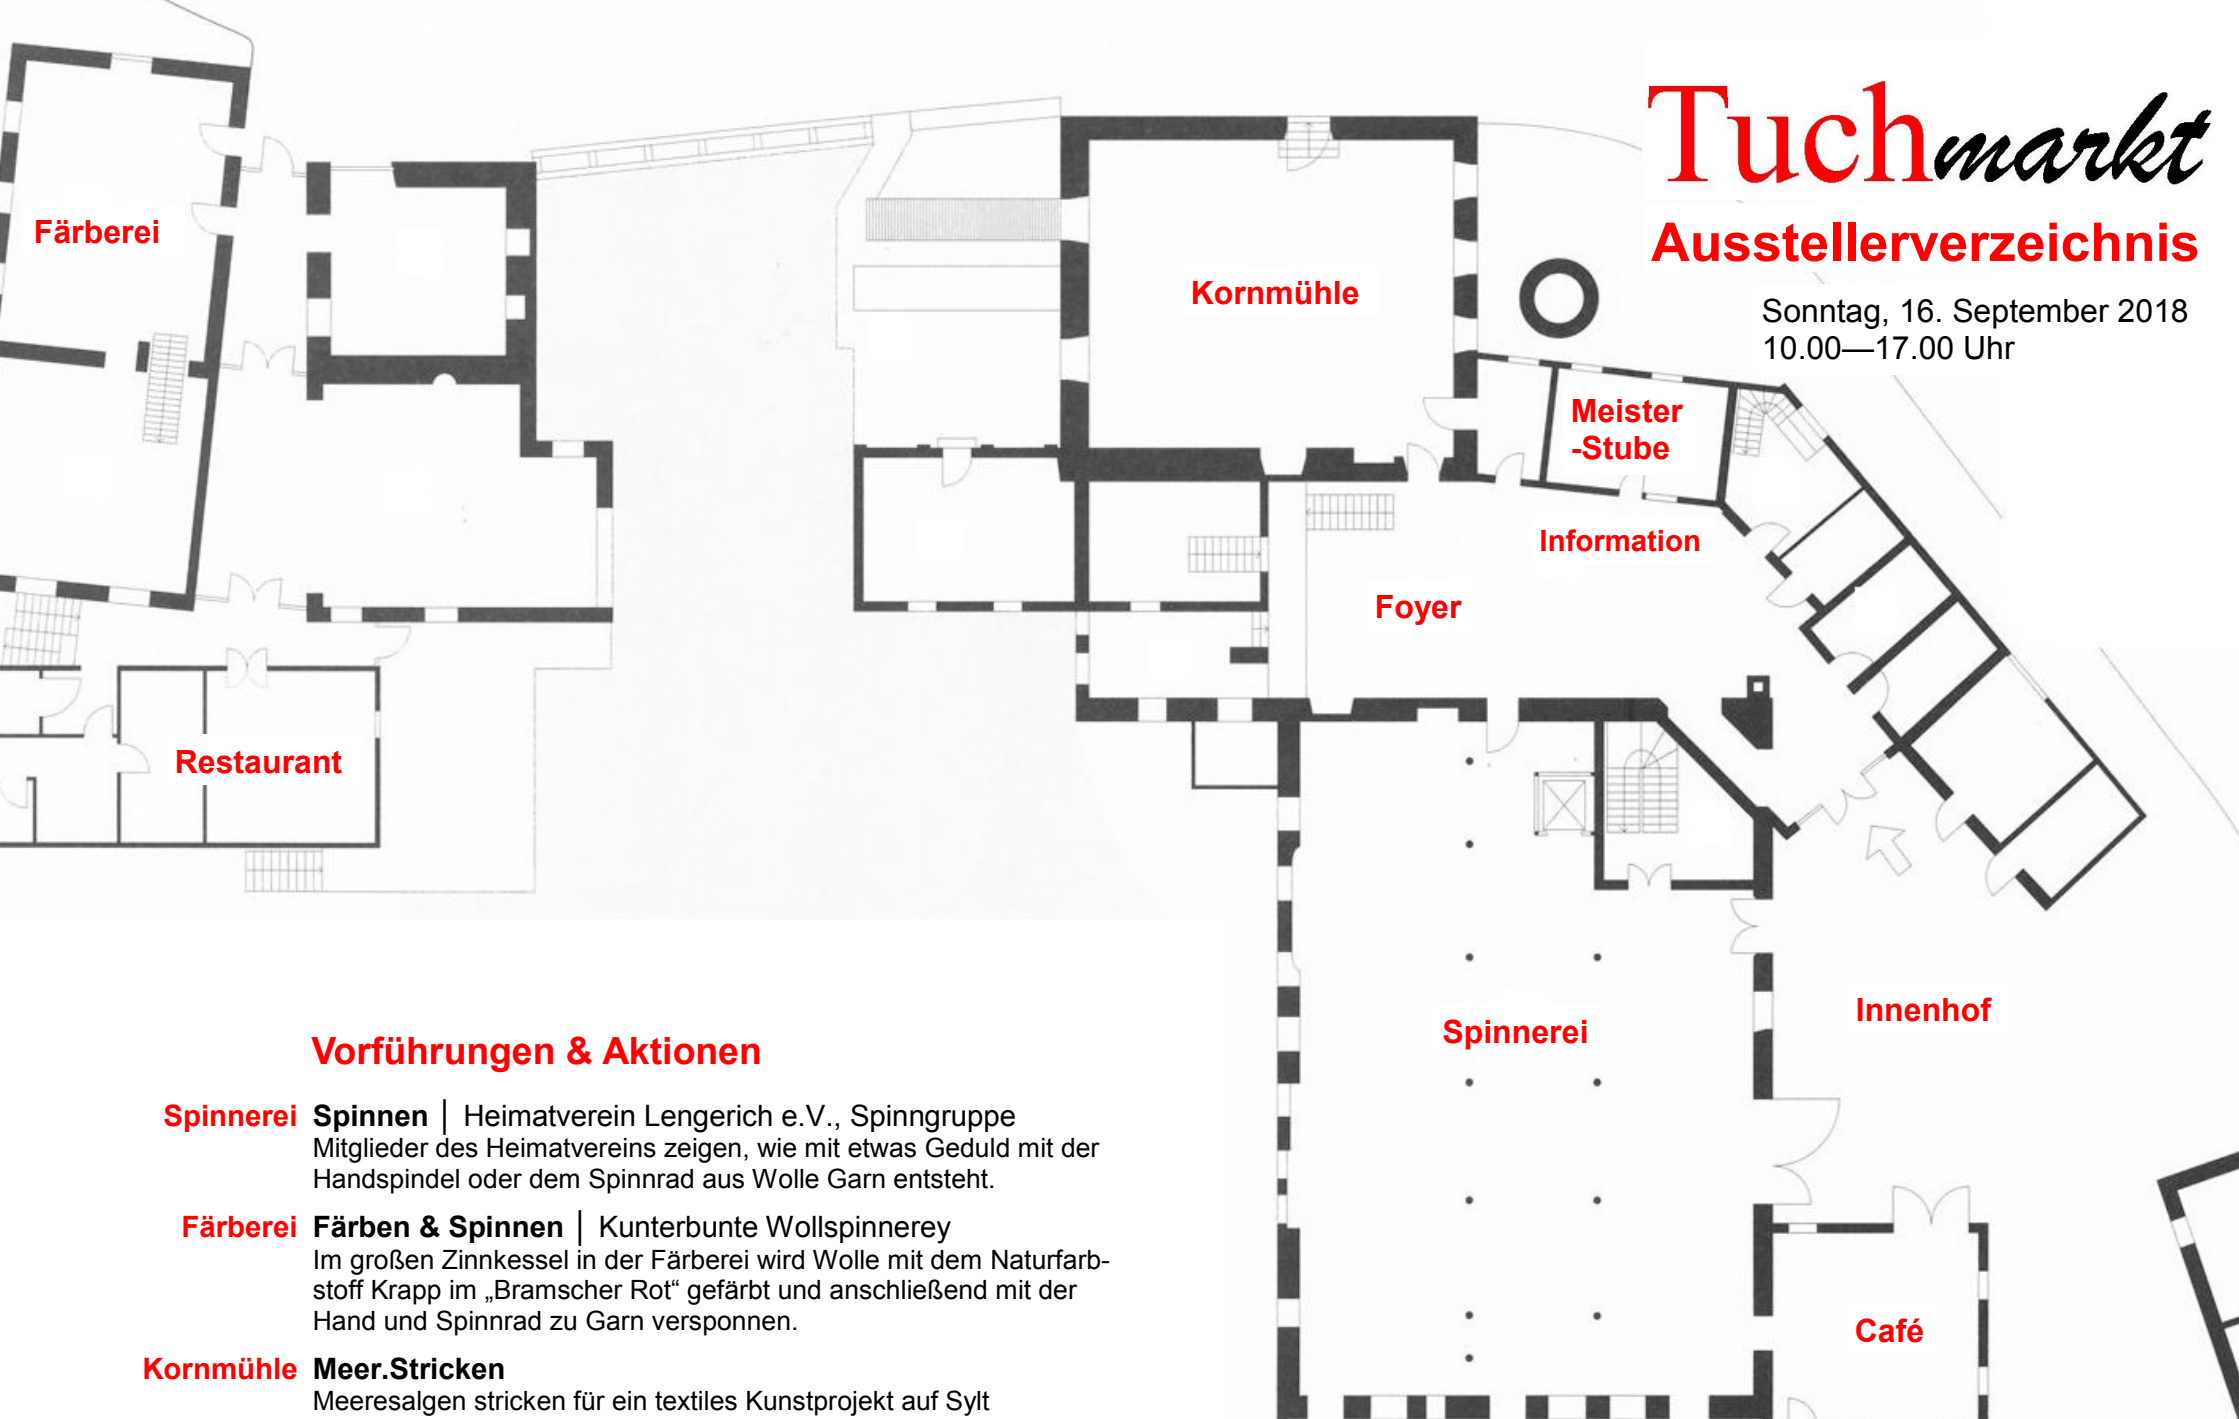 Tuchmarkt
Ausstellerverzeichnis
Sonntag, 16. September 2018
10.00—17.00 Uhr
Färberei
Kornmühle
Meister
-Stube
Information
Foyer
Restaurant
Spinnerei
Innenhof
Café
Vorführungen & Aktionen
Spinnerei Spinnen │ Heimatverein Lengerich e.V., Spinngruppe
Mitglieder des Heimatvereins zeigen, wie mit etwas Geduld mit der
Handspindel oder dem Spinnrad aus Wolle Garn entsteht.
Färberei Färben & Spinnen │ Kunterbunte Wollspinnerey
Im großen Zinnkessel in der Färberei wird Wolle mit dem Naturfarb-
stoff Krapp im „Bramscher Rot“ gefärbt und anschließend mit der
Hand und Spinnrad zu Garn versponnen.
Kornmühle Meer.Stricken
Meeresalgen stricken für ein textiles Kunstprojekt auf Sylt